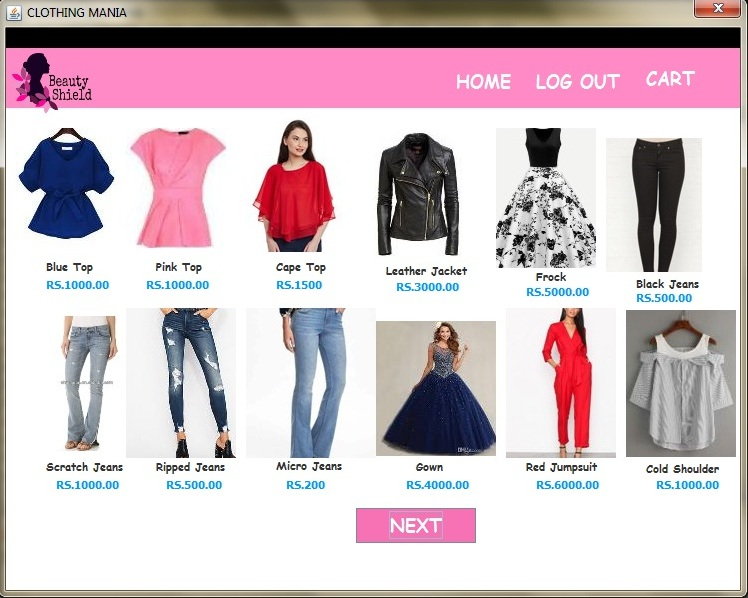 CLOTHING MANIA
Beauty
Shield
HOME LOG OUT CART
Blue Top Pink Top Cape Top Leather Jacket Frock Black Jeans
RS.1000.00 RS.1000.00 RS.1500 RS.3000.00 RS.5000.00 RS.500.00
Scratch Jeans Ripped Jeans Micro Jeans Gown Red Jumpsuit Cold Shoulder
RS.1000.00 RS.500.00 RS.200 RS.4000.00 RS.6000.00 RS.1000.00
NEXT